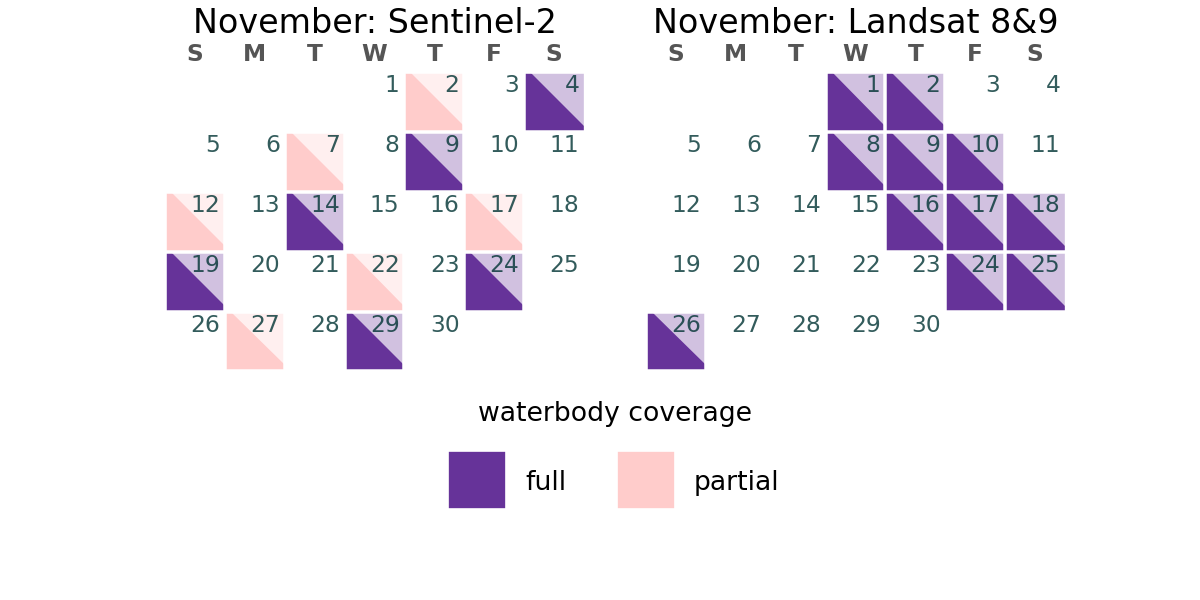 November: Sentinel-2
S M T W T F S
1 2 3 4
5 6 7 8 9 10 11
12 13 14 15 16 17 18
19 20 21 22 23 24 25
26 27 28 29 30
November: Landsat 8&9
S M T W T F S
1 2 3 4
5 6 7 8 9 10 11
12 13 14 15 16 17 18
19 20 21 22 23 24 25
26 27 28 29 30
waterbody coverage
full partial